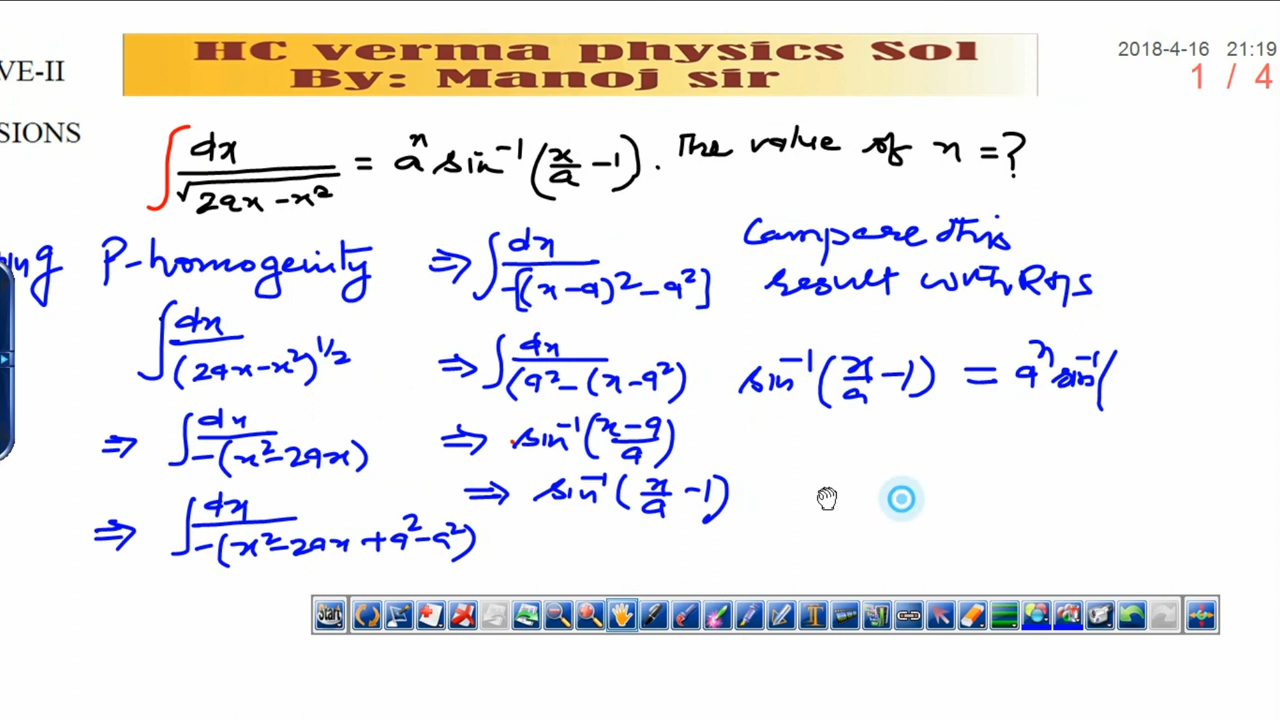 HC verma physics Sol
By: Manoj sir
2018-4-16 21:19
1 / 4
VE-II
SIONS
∫ dx/√(2ax-x²) = aⁿ sin⁻¹(x/a -1). The value of n = ?
P-homogeinity
∫ dx/(2ax-x²)^1/2
⇒ ∫ dx/-(x²-2ax)
⇒ ∫ dx/-(x²-2ax+a²-a²)
⇒ ∫ dx/-[(x-a)²-a²]
⇒ ∫ dx/(a²-(x-a²)
⇒ sin⁻¹(x-a/a)
⇒ sin⁻¹(x/a -1)
Compare this
result with R.H.S
sin⁻¹(x/a -1) = aⁿ sin⁻¹(
Start